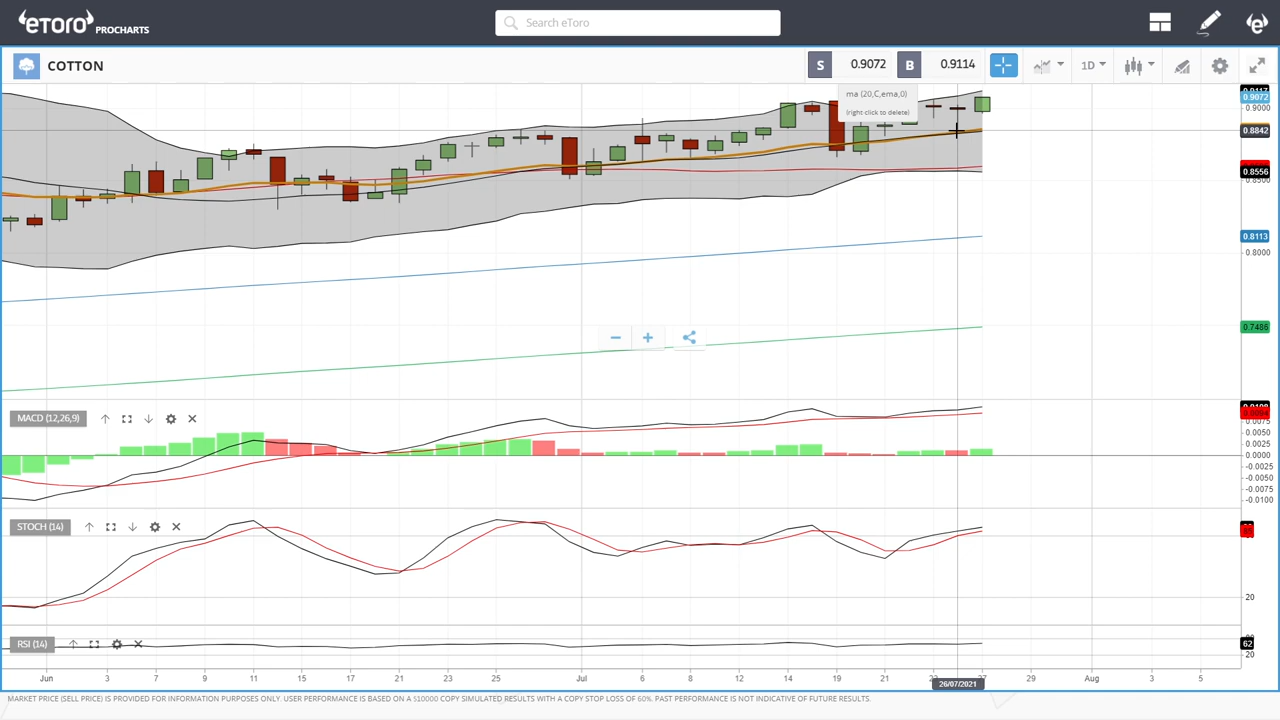 eToro PROCHARTS
Search eToro
COTTON
S 0.9072 B 0.9114
1D
ma (20,C,ema,0)
(right click to delete)
0.9072
0.9000
0.8842
0.8556
0.8113
0.8000
0.7486
MACD (12,26,9)
0.0050
0.0025
0.0000
-0.0025
-0.0050
-0.0075
-0.0100
STOCH (14)
20
RSI (14)
62
20
Jun 3 7 9 11 15 17 21 23 25 Jul 6 8 12 14 19 21 27 29 Aug 3 5
26/07/2021
MARKET PRICE (SELL PRICE) IS PROVIDED FOR INFORMATION PURPOSES ONLY. USER PERFORMANCE IS BASED ON A $10000 COPY SIMULATED RESULTS WITH A COPY STOP LOSS OF 60%. PAST PERFORMANCE IS NOT INDICATIVE OF FUTURE RESULTS.